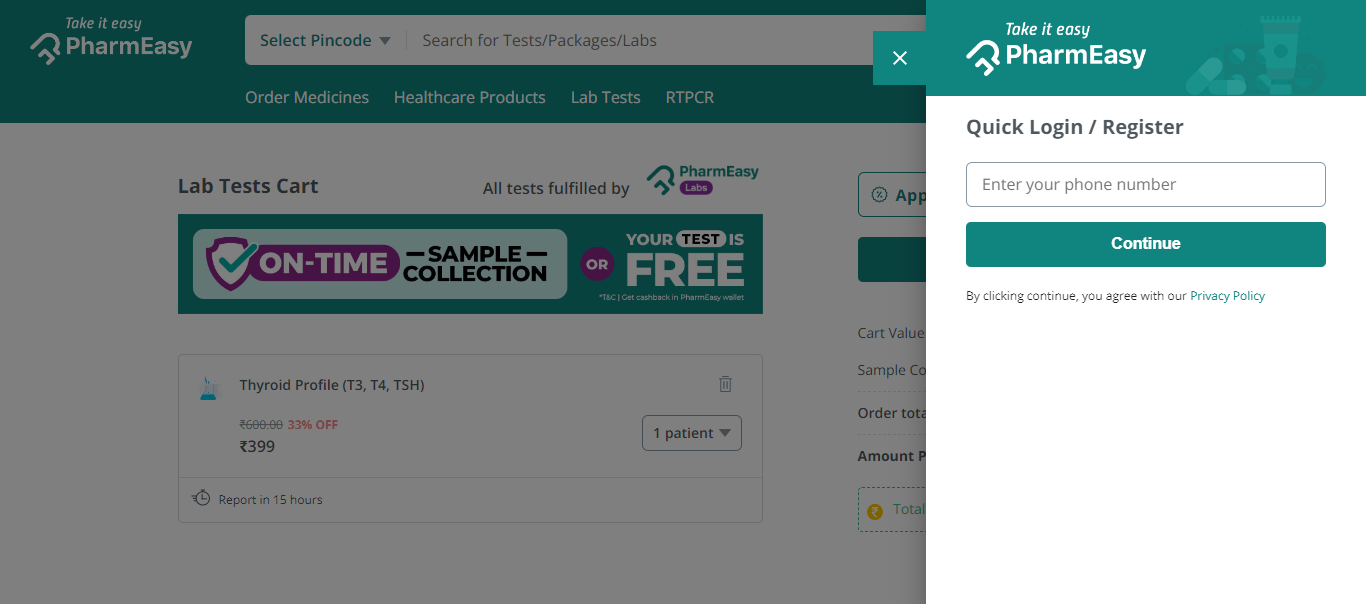 Take it easy
PharmEasy
Select Pincode
Search for Tests/Packages/Labs
Order Medicines
Healthcare Products
Lab Tests
RTPCR
Lab Tests Cart
All tests fulfilled by
PharmEasy
Labs
ON-TIME
SAMPLE
COLLECTION
OR
YOUR TEST IS
FREE
*T&C | Get cashback in PharmEasy wallet
Thyroid Profile (T3, T4, TSH)
₹600.00 33% OFF
₹399
1 patient
Report in 15 hours
App
Cart Value
Sample Co
Order tota
Amount P
Total
Take it easy
PharmEasy
Quick Login / Register
Enter your phone number
Continue
By clicking continue, you agree with our Privacy Policy